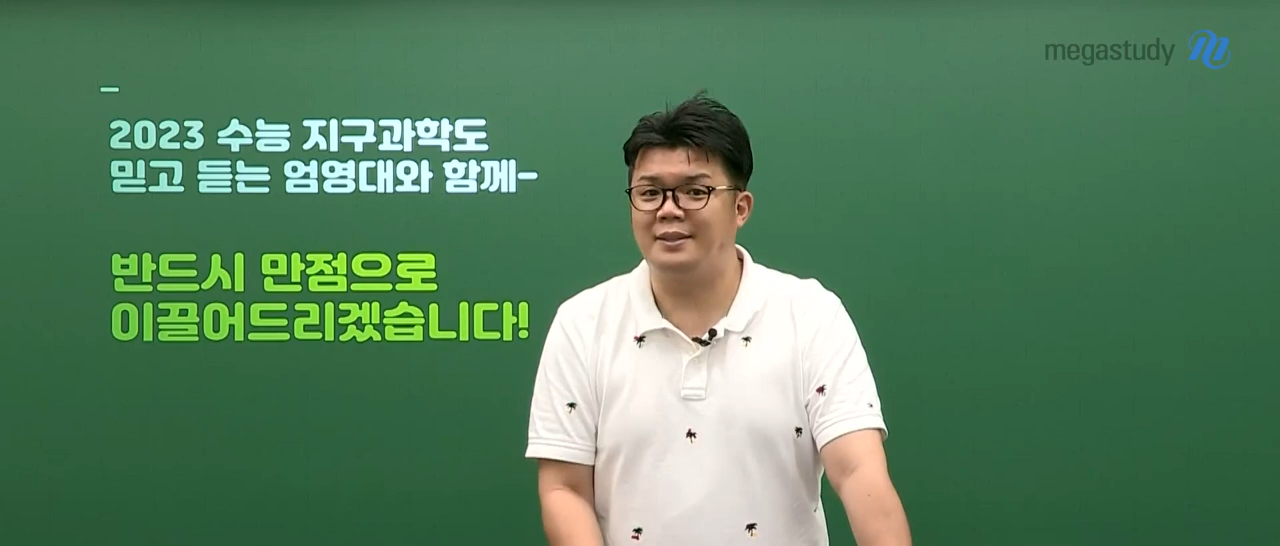 megastudy
2023 수능 지구과학도
믿고 듣는 엄영대와 함께-
반드시 만점으로
이끌어드리겠습니다!